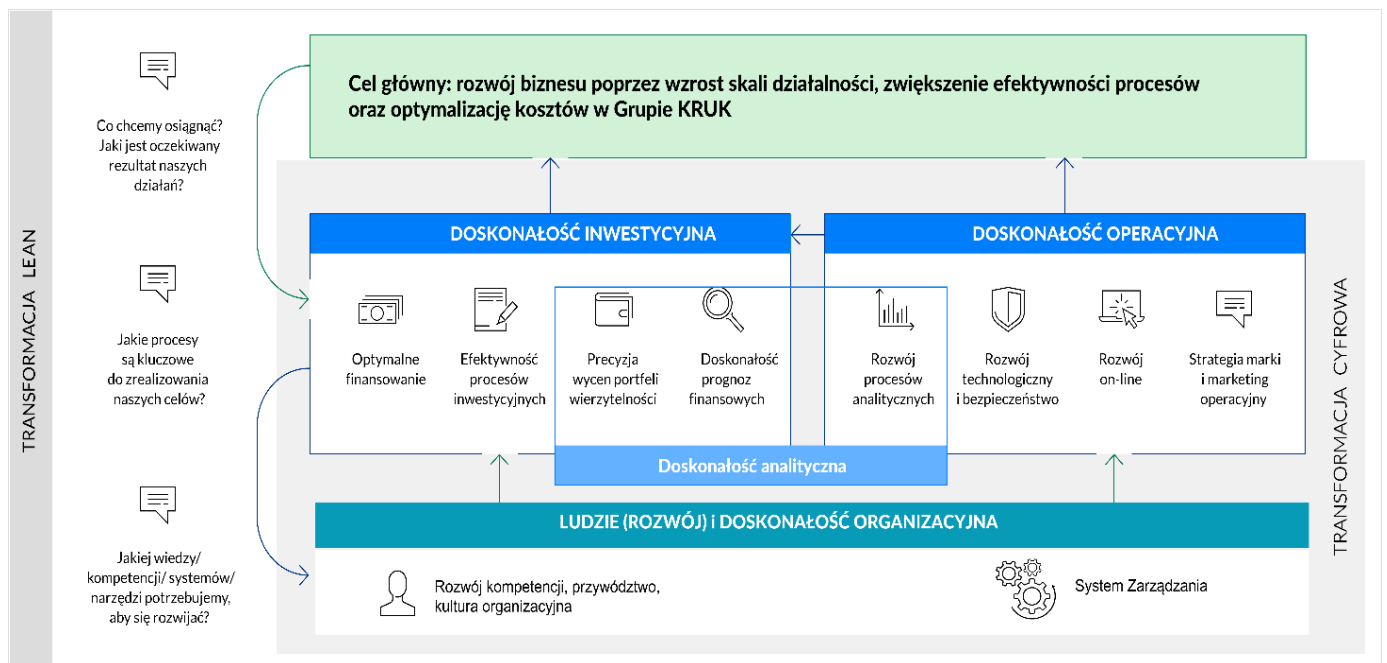 TRANSFORMACJA LEAN
Co chcemy osiągnąć?
Jaki jest oczekiwany
rezultat naszych
działań?
Jakie procesy
są kluczowe
do zrealizowania
naszych celów?
Jakiej wiedzy/
kompetencji/ systemów/
narzędzi potrzebujemy,
aby się rozwijać?
Cel główny: rozwój biznesu poprzez wzrost skali działalności, zwiększenie efektywności procesów
oraz optymalizację kosztów w Grupie KRUK
DOSKONAŁOŚĆ INWESTYCYJNA
Optymalne
finansowanie
Efektywność
procesów
inwestycyjnych
Precyzja
wycen portfeli
wierzytelności
Doskonałość
prognoz
finansowych
DOSKONAŁOŚĆ OPERACYJNA
Rozwój
procesów
analitycznych
Rozwój
technologiczny
i bezpieczeństwo
Rozwój
on-line
Strategia marki
i marketing
operacyjny
Doskonałość analityczna
LUDZIE (ROZWÓJ) i DOSKONAŁOŚĆ ORGANIZACYJNA
Rozwój kompetencji, przywództwo,
kultura organizacyjna
System Zarządzania
TRANSFORMACJA CYFROWA